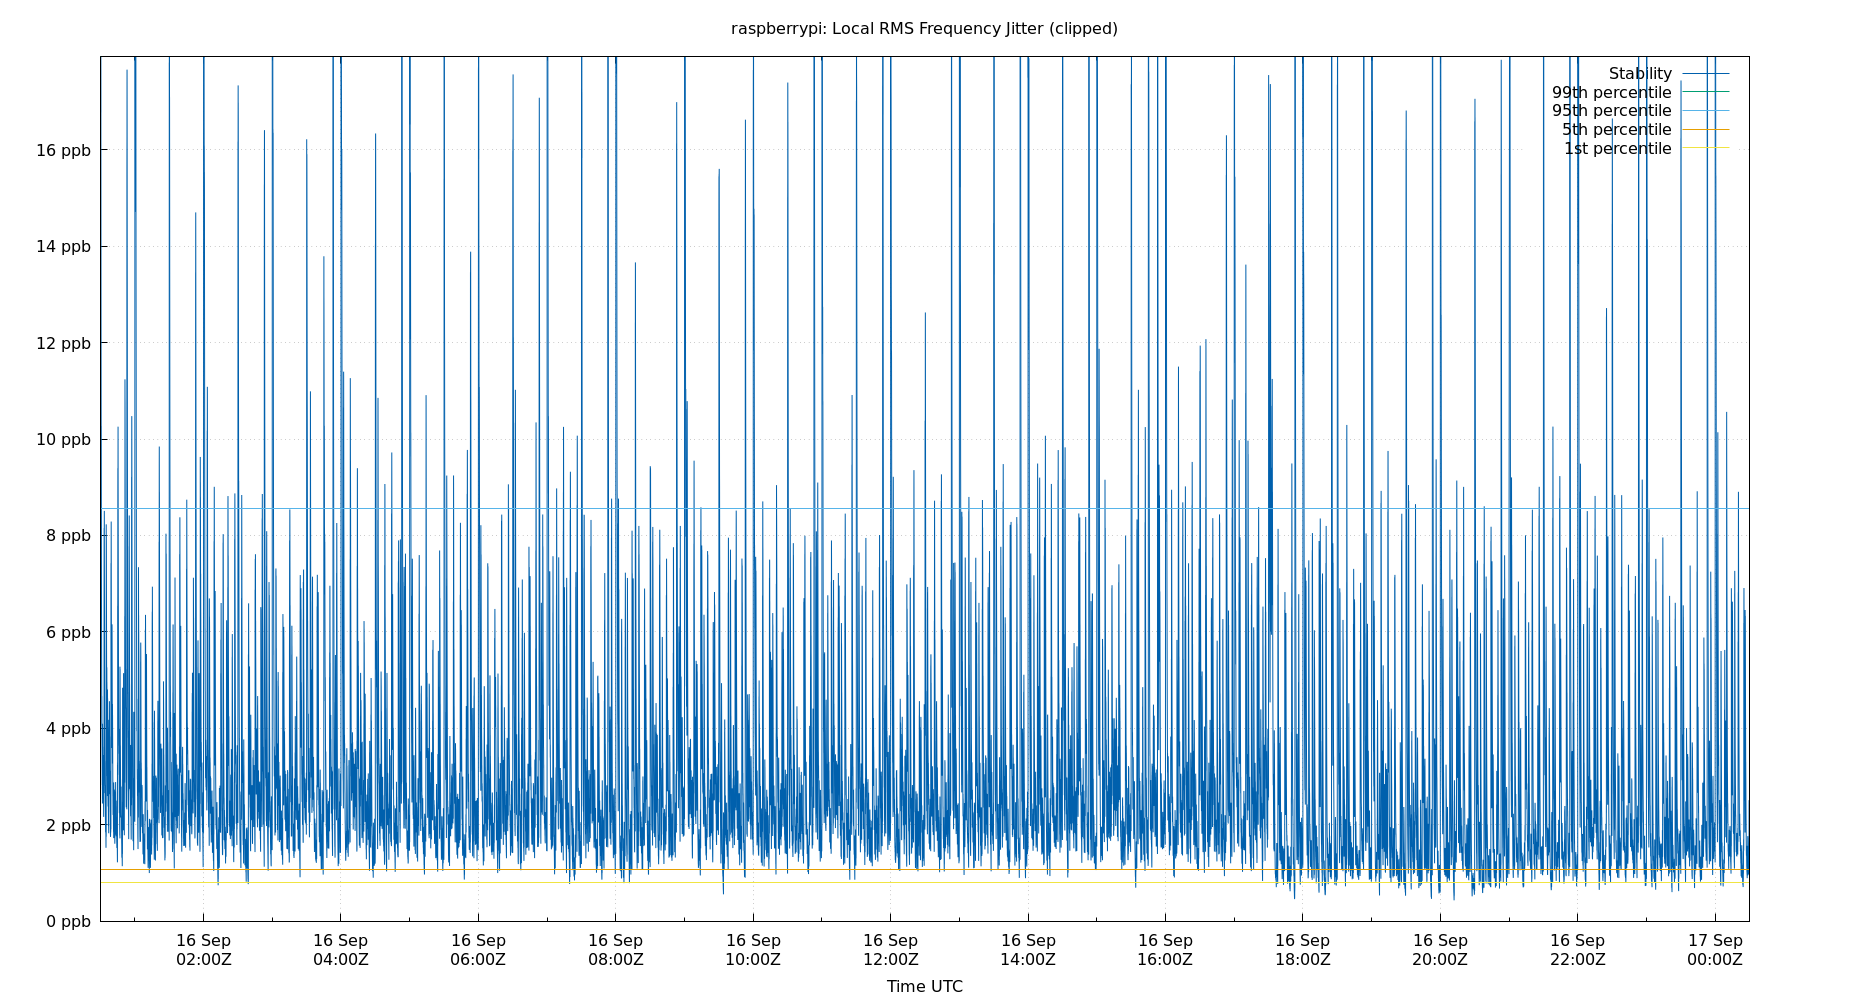 raspberrypi: Local RMS Frequency Jitter (clipped)
Stability
99th percentile
95th percentile
5th percentile
1st percentile
16 ppb
14 ppb
12 ppb
10 ppb
8 ppb
6 ppb
4 ppb
2 ppb
0 ppb
16 Sep 16 Sep 16 Sep 16 Sep 16 Sep 16 Sep 16 Sep 16 Sep 16 Sep 16 Sep 16 Sep 17 Sep
02:00Z 04:00Z 06:00Z 08:00Z 10:00Z 12:00Z 14:00Z 16:00Z 18:00Z 20:00Z 22:00Z 00:00Z
Time UTC